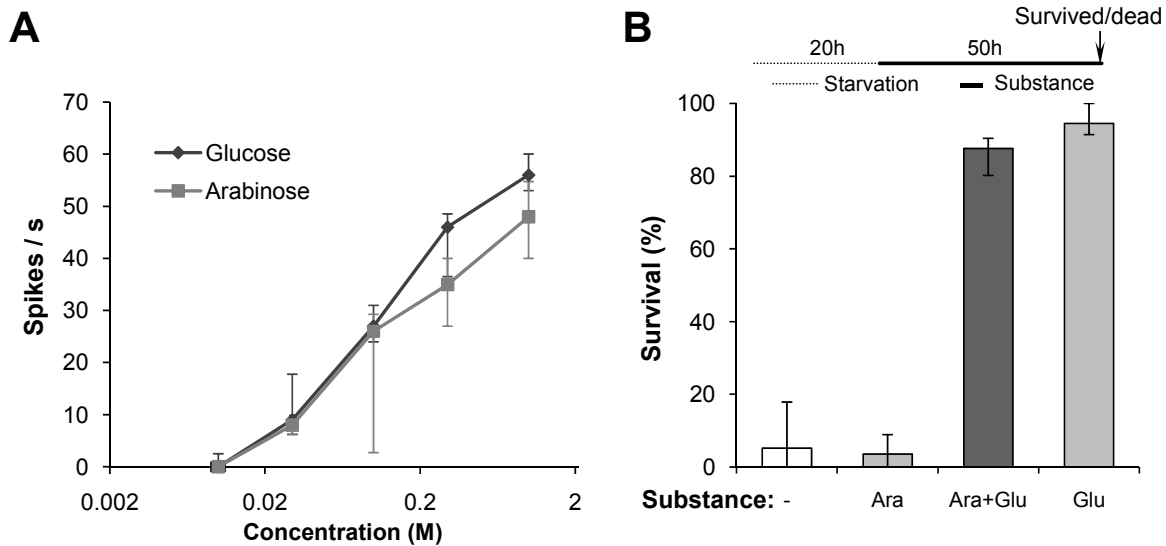 A
70
60
50
40
30
20
10
0
Spikes / s
Glucose
Arabinose
0.002
0.02
0.2
2
Concentration (M)
B
Survived/dead
20h
50h
Starvation
Substance
100
80
60
40
20
0
Survival (%)
Substance: - Ara Ara+Glu Glu